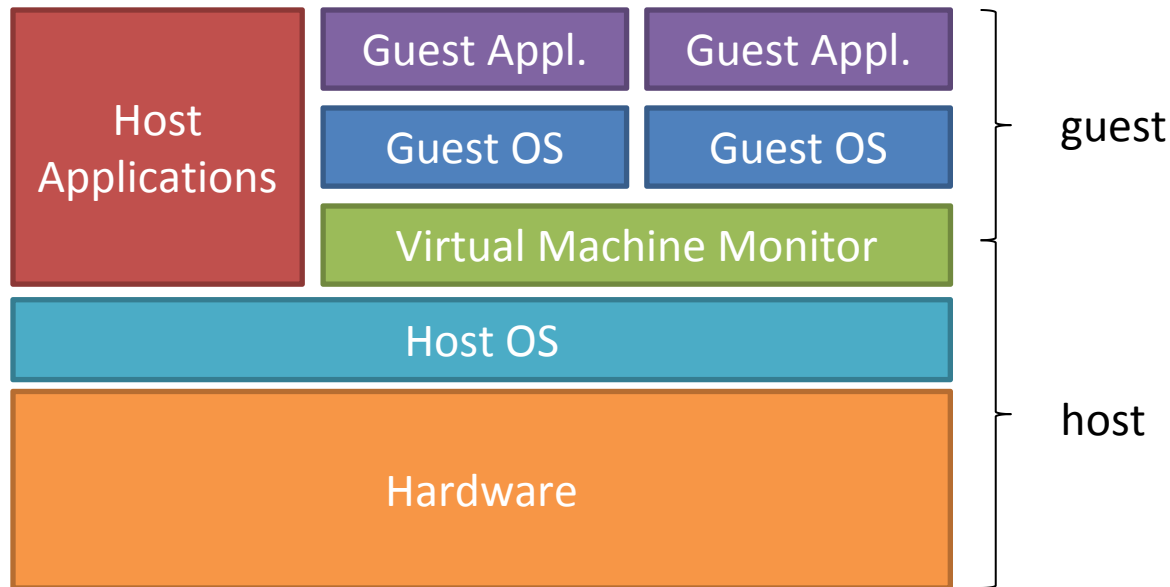 Host
Applications
Guest Appl.
Guest Appl.
Guest OS
Guest OS
Virtual Machine Monitor
Host OS
Hardware
guest
host